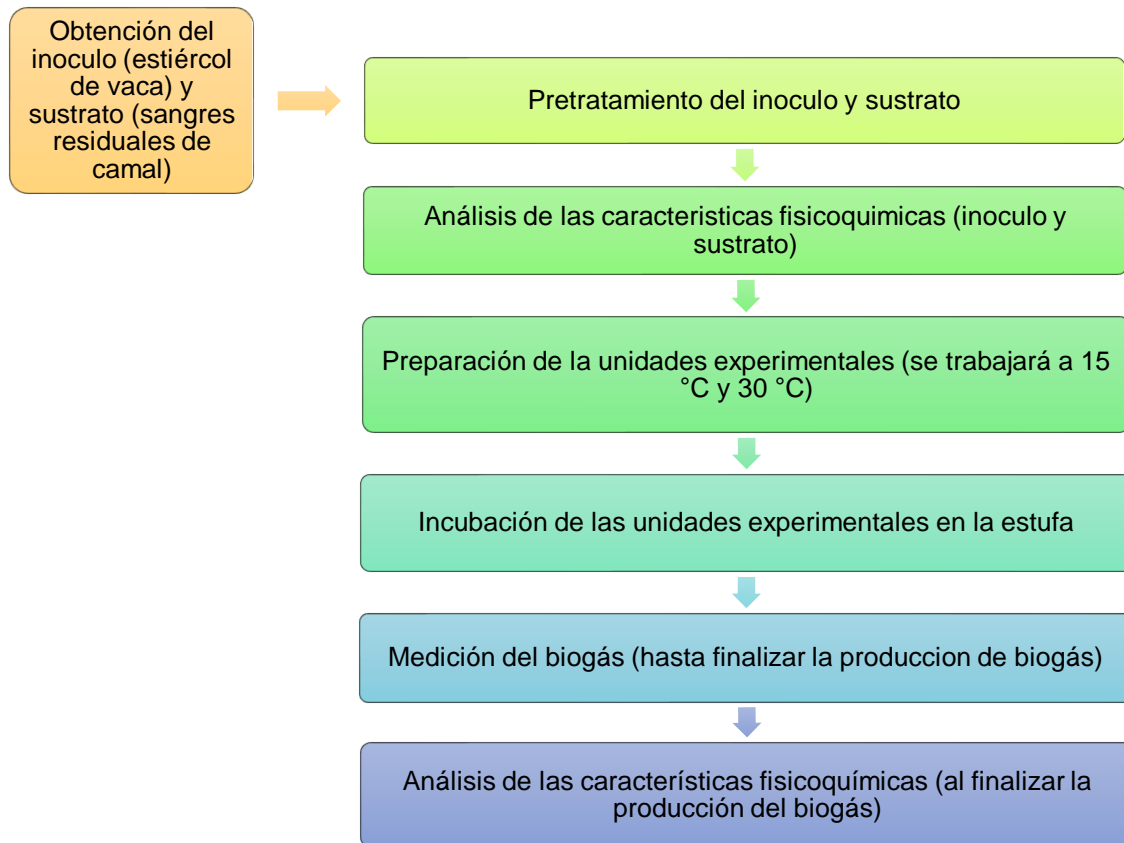 Obtención del
inoculo (estiércol
de vaca) y
sustrato (sangres
residuales de
camal)
Pretratamiento del inoculo y sustrato
Análisis de las caracteristicas fisicoquimicas (inoculo y
sustrato)
Preparación de la unidades experimentales (se trabajará a 15
°C y 30 °C)
Incubación de las unidades experimentales en la estufa
Medición del biogás (hasta finalizar la produccion de biogás)
Análisis de las características fisicoquímicas (al finalizar la
producción del biogás)